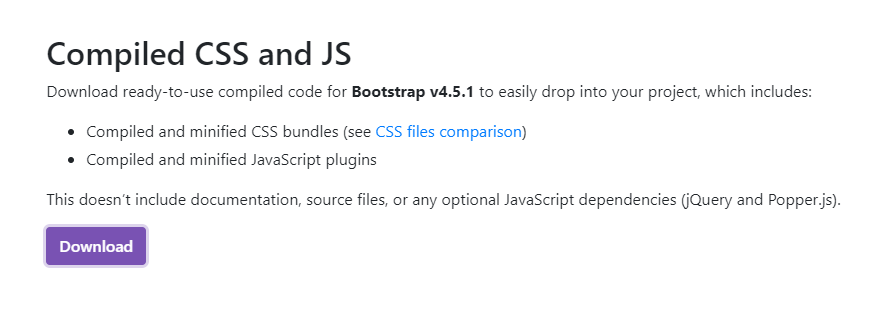 Compiled CSS and JS
Download ready-to-use compiled code for Bootstrap v4.5.1 to easily drop into your project, which includes:
• Compiled and minified CSS bundles (see CSS files comparison)
• Compiled and minified JavaScript plugins
This doesn’t include documentation, source files, or any optional JavaScript dependencies (jQuery and Popper.js).
Download